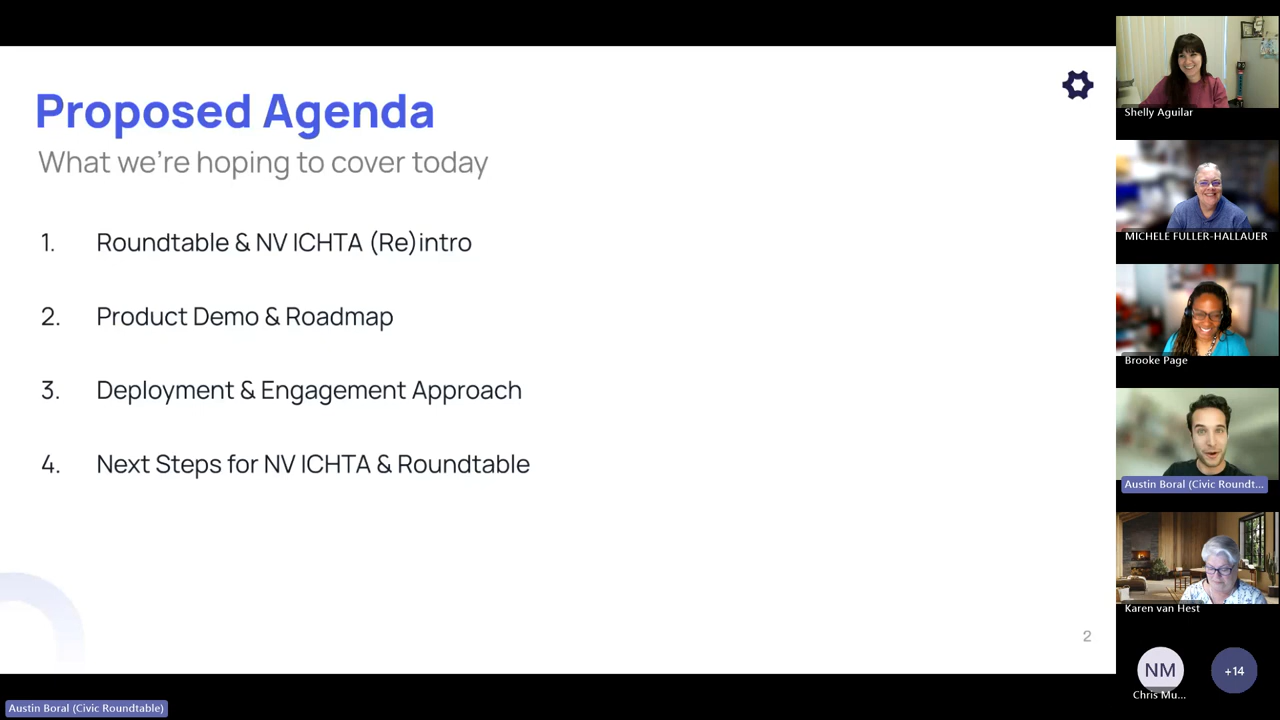 Proposed Agenda
What we're hoping to cover today
1. Roundtable & NV ICHTA (Re)intro
2. Product Demo & Roadmap
3. Deployment & Engagement Approach
4. Next Steps for NV ICHTA & Roundtable
2
Austin Boral (Civic Roundtable)
Shelly Aguilar
MICHELE FULLER-HALLAUER
Brooke Page
Austin Boral (Civic Roundt...
Karen van Hest
NM
+14
Chris Mu...